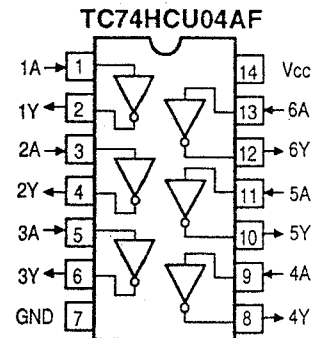 TC74HCU04AF
1A 1 14 Vcc
1Y 2 13 6A
2A 3 12 6Y
2Y 4 11 5A
3A 5 10 5Y
3Y 6 9 4A
GND 7 8 4Y